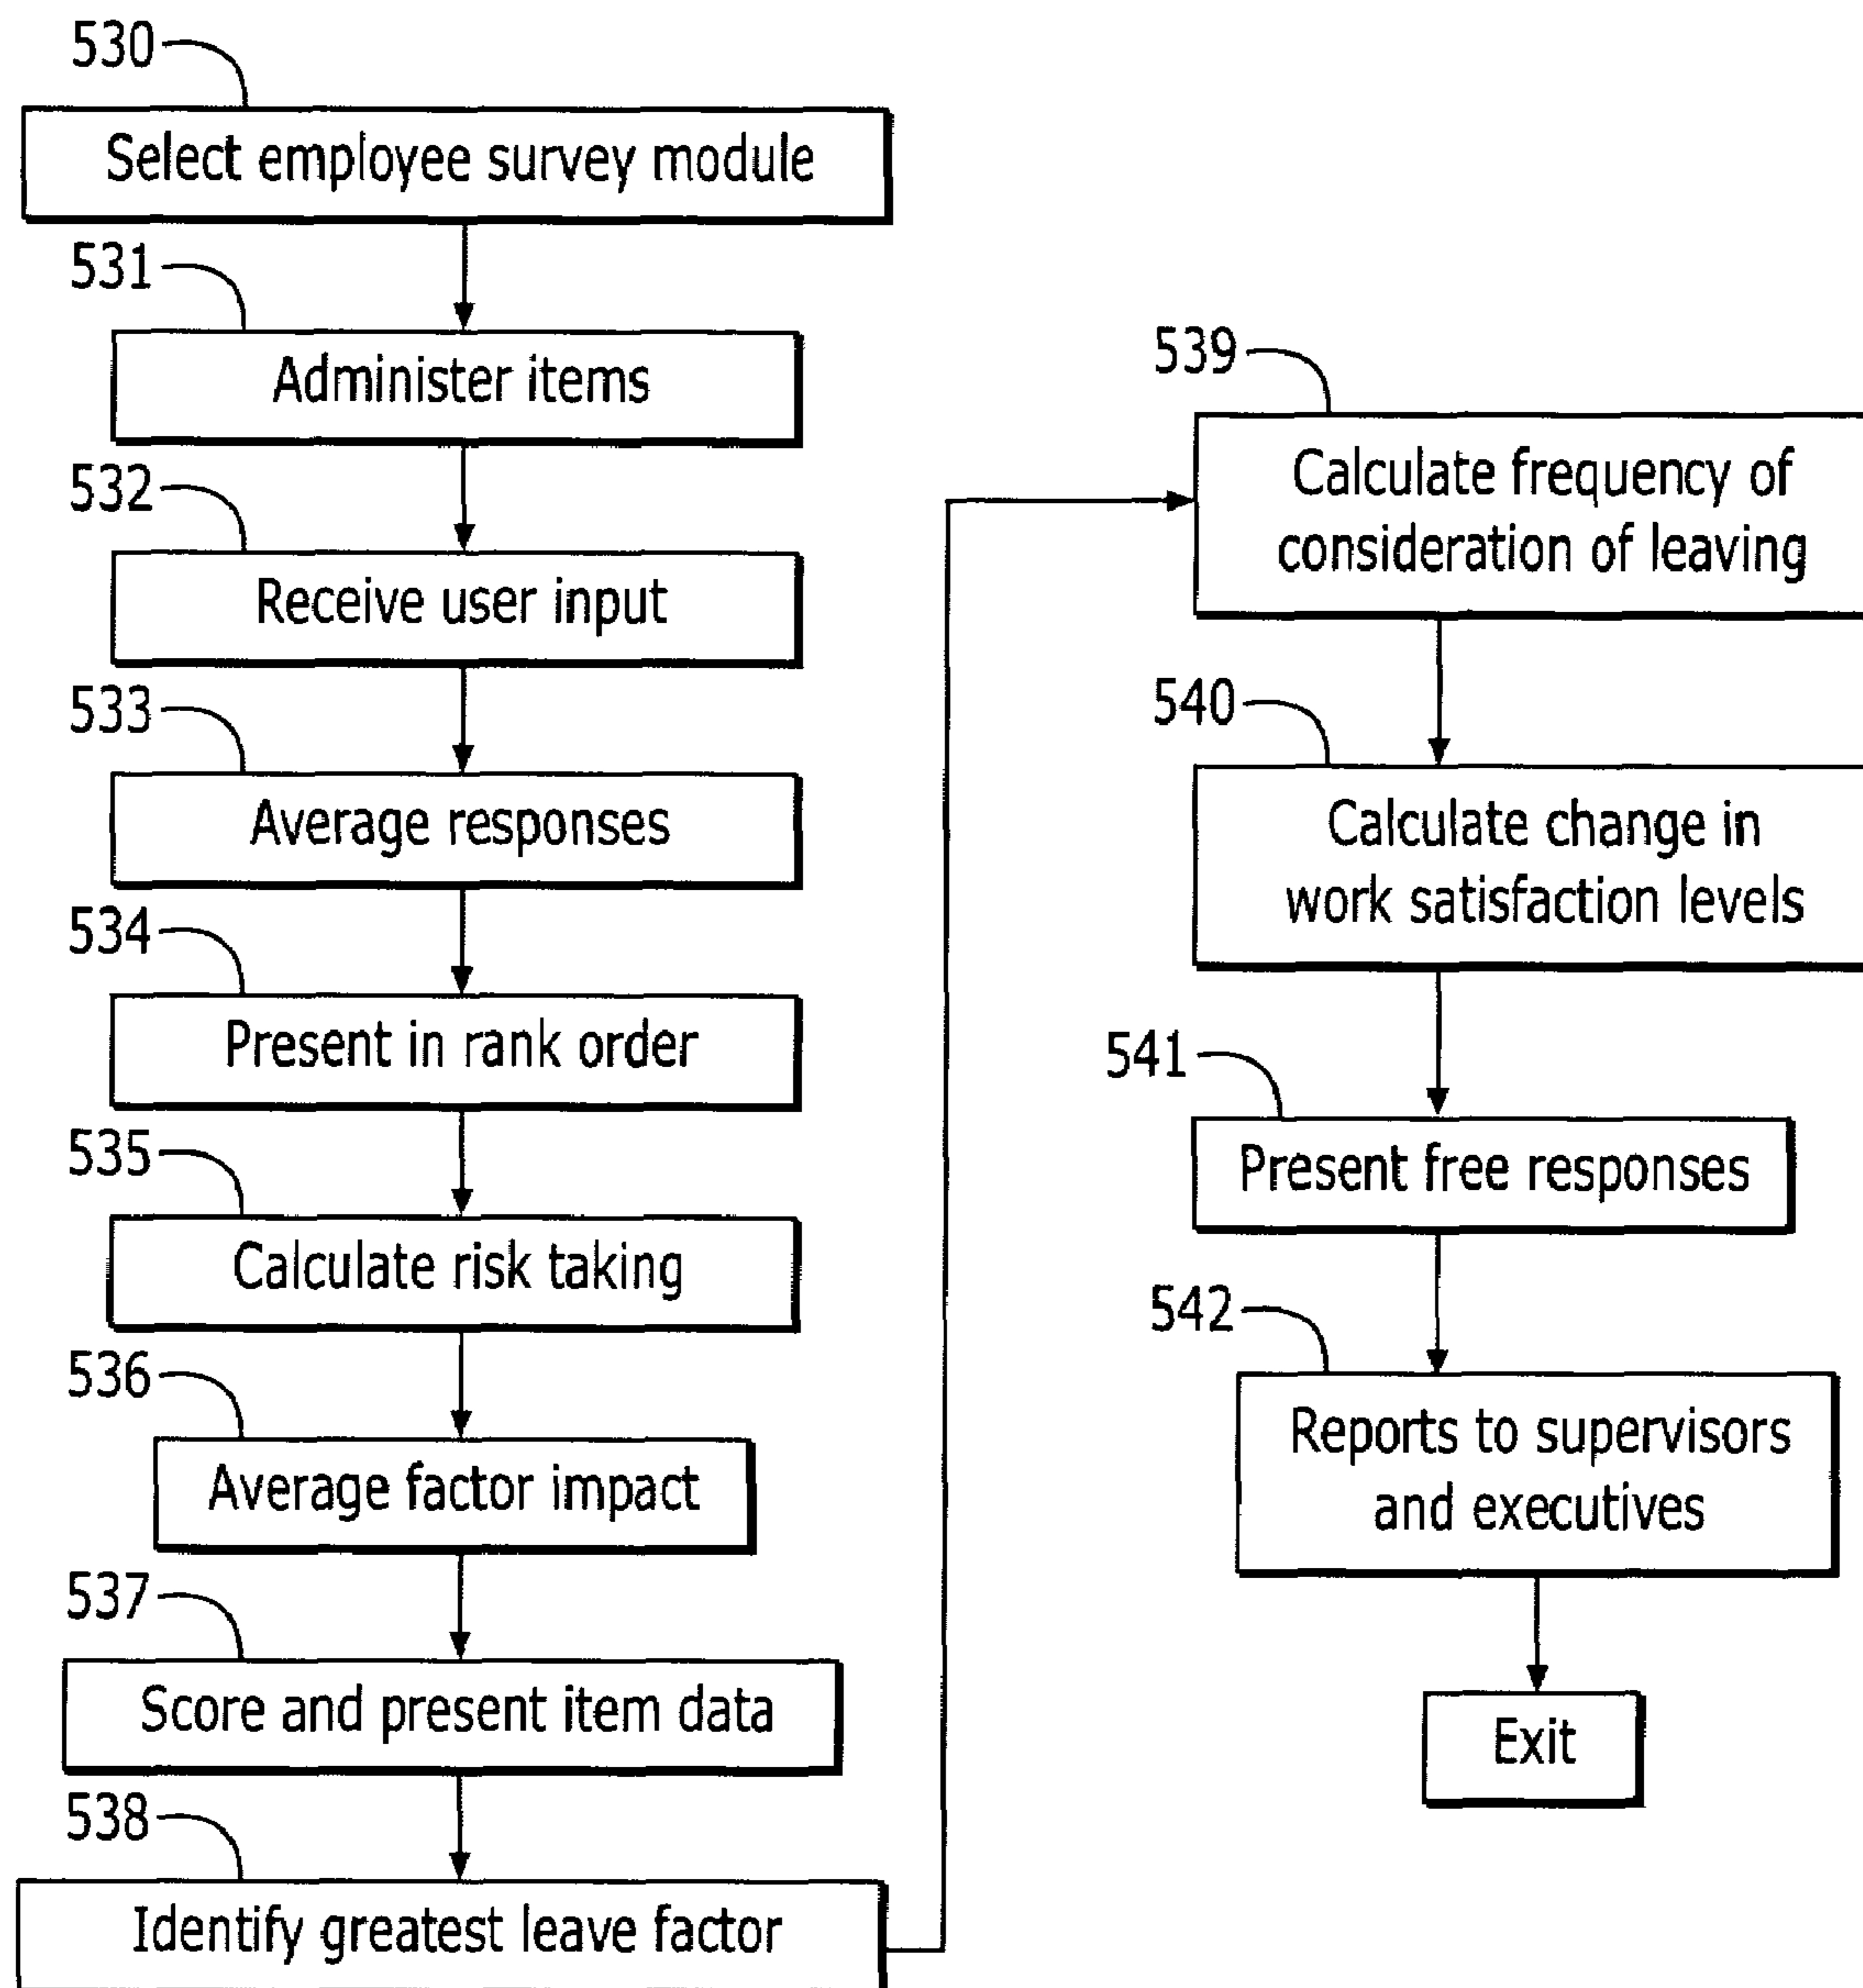 530
Select employee survey module
531
Administer items
532
Receive user input
533
Average responses
534
Present in rank order
535
Calculate risk taking
536
Average factor impact
537
Score and present item data
538
Identify greatest leave factor
539
Calculate frequency of
consideration of leaving
540
Calculate change in
work satisfaction levels
541
Present free responses
542
Reports to supervisors
and executives
Exit